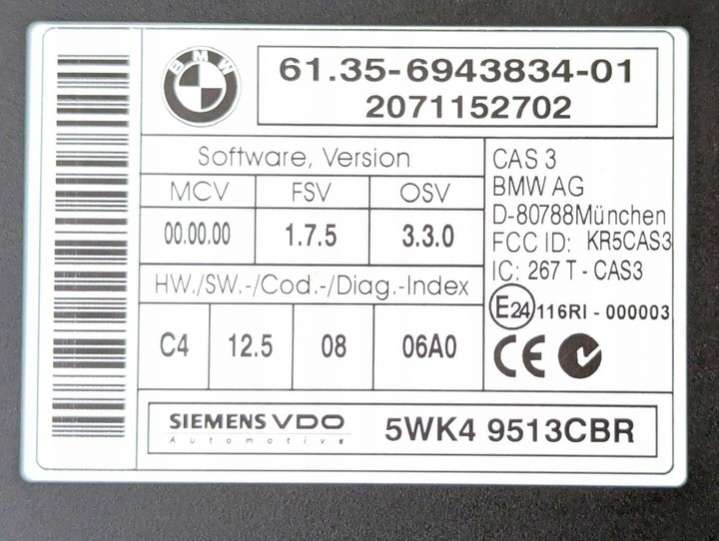 BMW
61.35-6943834-01
2071152702
Software, Version
MCV FSV OSV
00.00.00 1.7.5 3.3.0
HW./SW.-/Cod.-/Diag.-Index
C4 12.5 08 06A0
CAS 3
BMW AG
D-80788München
FCC ID: KR5CAS3
IC: 267 T - CAS3
E24 116RI - 000003
CE
SIEMENS VDO
Automotive
5WK4 9513CBR